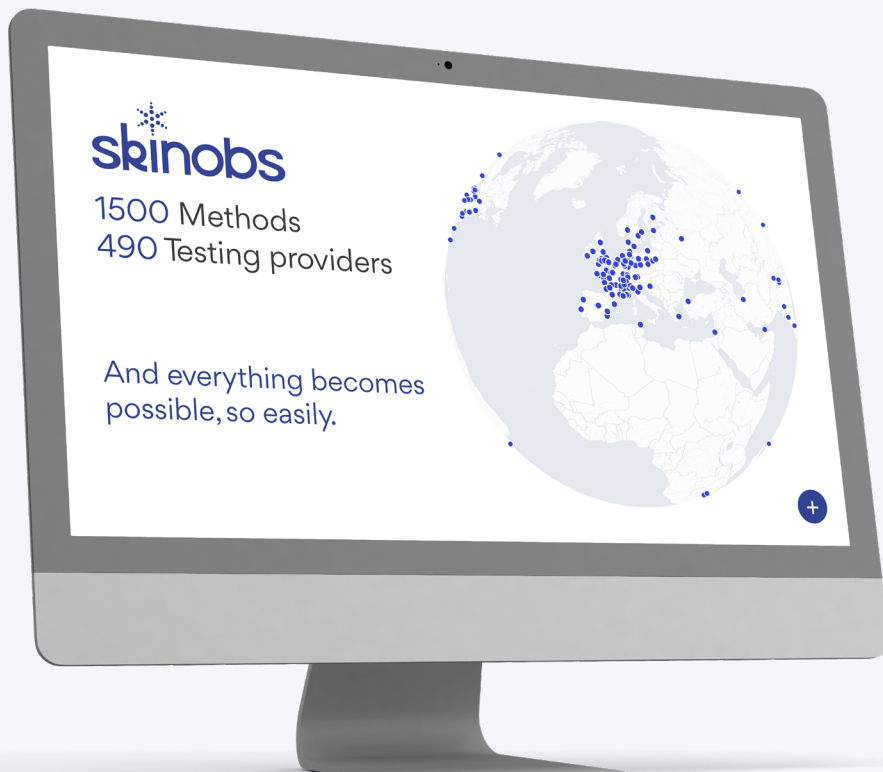 skinobs
1500 Methods
490 Testing providers
And everything becomes
possible, so easily.
+